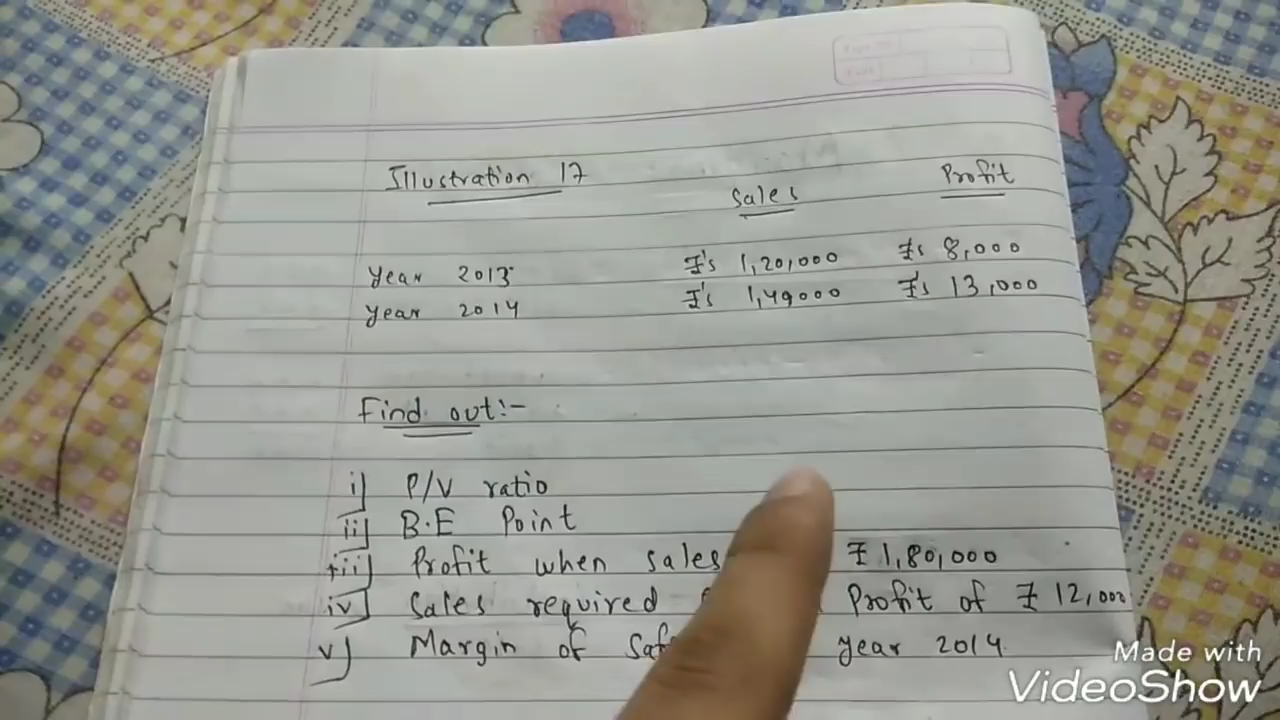 Illustration 17
Sales Profit
Year 2013 ₹'s 1,20,000 ₹s 8,000
Year 2014 ₹'s 1,40000 ₹'s 13,000
Find out:-
i) P/V ratio
ii) B.E Point
iii) Profit when sales ₹ 1,80,000
iv) Sales required Profit of ₹ 12,000
v) Margin of year 2014
Made with
VideoShow